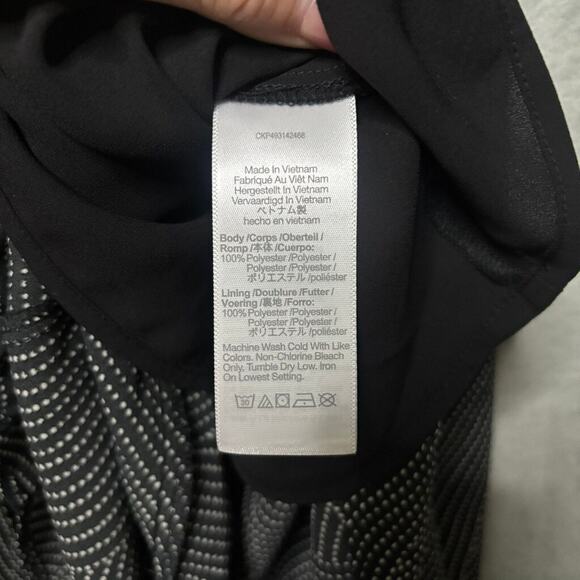 CKP493142468
Made In Vietnam
Fabriqué Au Viêt Nam
Hergestellt In Vietnam
Vervaardigd In Vietnam
ベトナム製
hecho en vietnam
Body /Corps /Oberteil /
Romp /本体 /Cuerpo:
100% Polyester /Polyester /
Polyester /Polyester /
ポリエステル /poliéster
Lining /Doublure /Futter /
Voering /裏地 /Forro:
100% Polyester /Polyester /
Polyester /Polyester /
ポリエステル /poliéster
Machine Wash Cold With Like
Colors. Non-Chlorine Bleach
Only. Tumble Dry Low. Iron
On Lowest Setting.
30